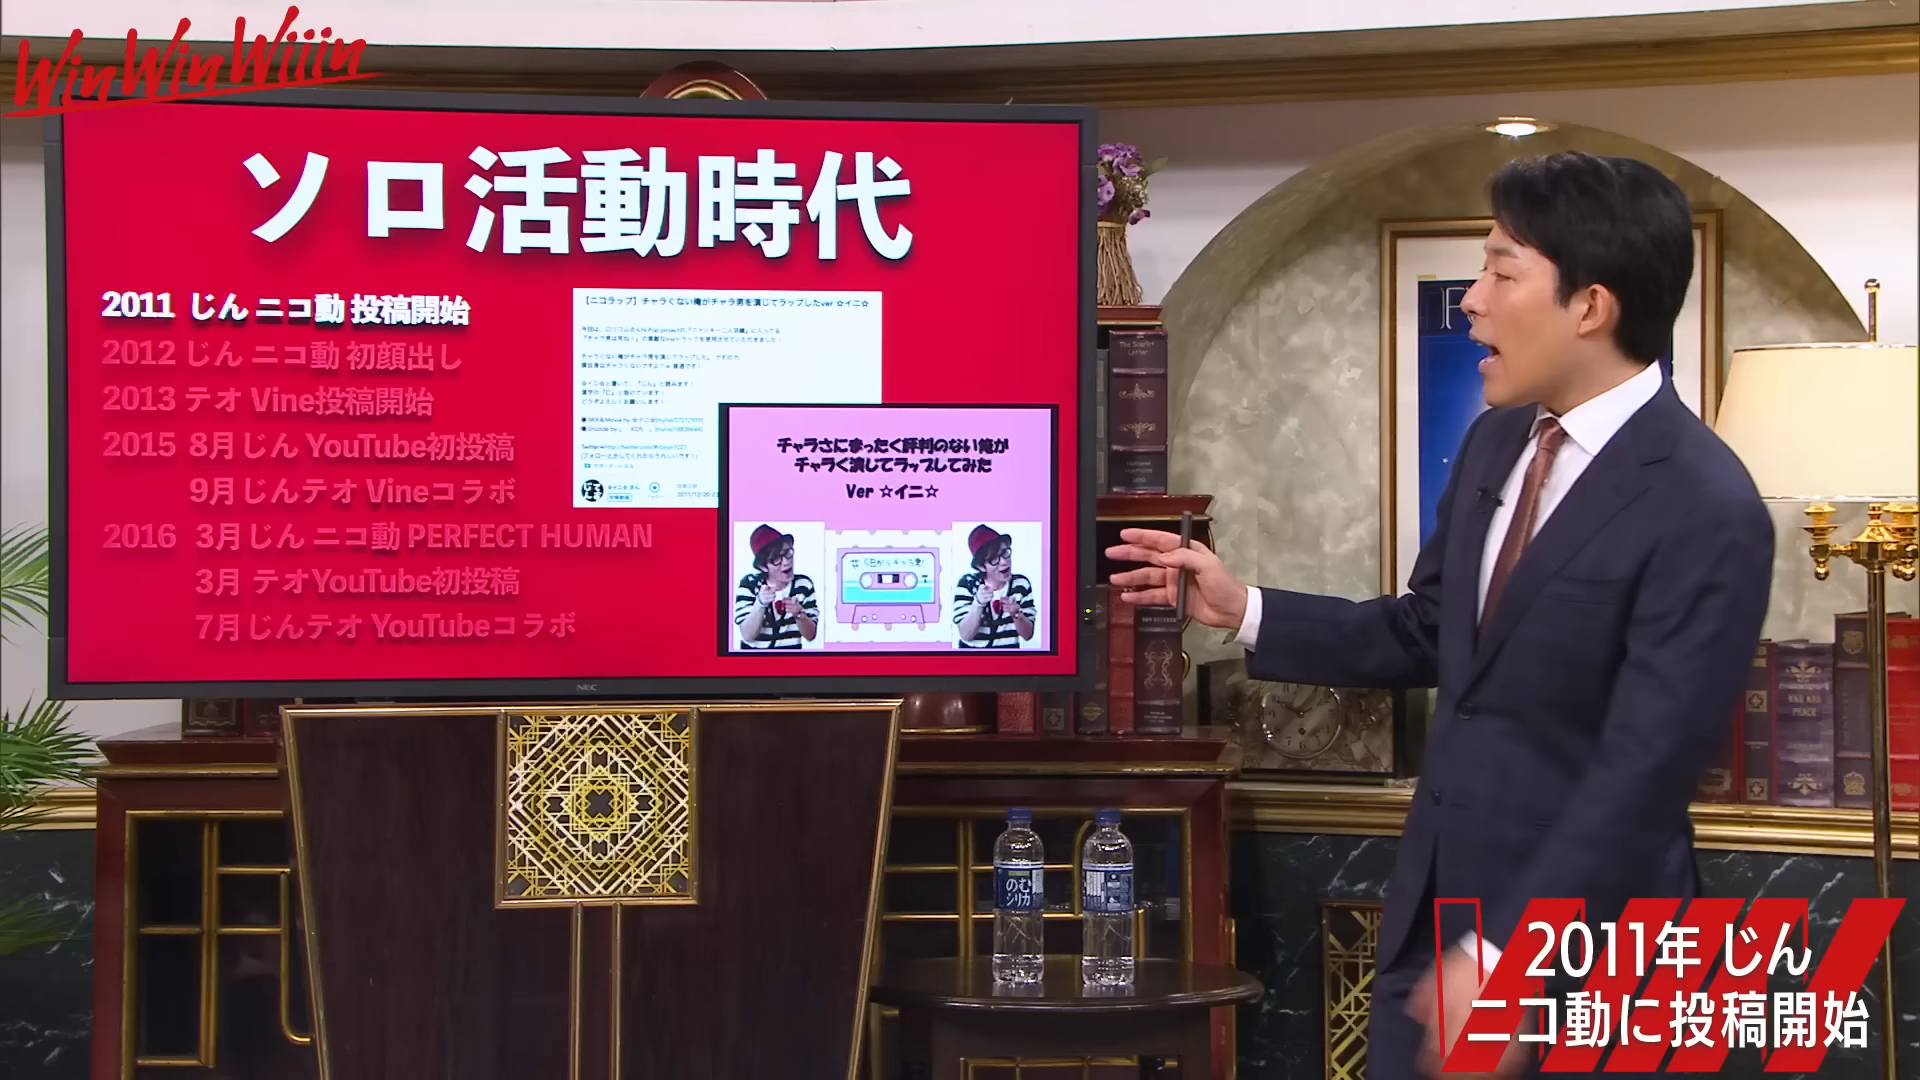 WinWinWiiin
ソロ活動時代
2011 じん ニコ動 投稿開始
2012 じん ニコ動 初顔出し
2013 テオ Vine投稿開始
2015 8月じん YouTube初投稿
9月じんテオ Vineコラボ
2016 3月じん ニコ動 PERFECT HUMAN
3月 テオYouTube初投稿
7月じんテオ YouTubeコラボ
【ニコラップ】チャラくない俺がチャラ男を演じてラップしたver ☆イニ☆
チャラさにまったく評判のない俺が
チャラく演じてラップしてみた
Ver ☆イニ☆
NEC
The Scarlet
Letter
WAR AND
PEACE
のむ
シリカ
2011年 じん
ニコ動に投稿開始